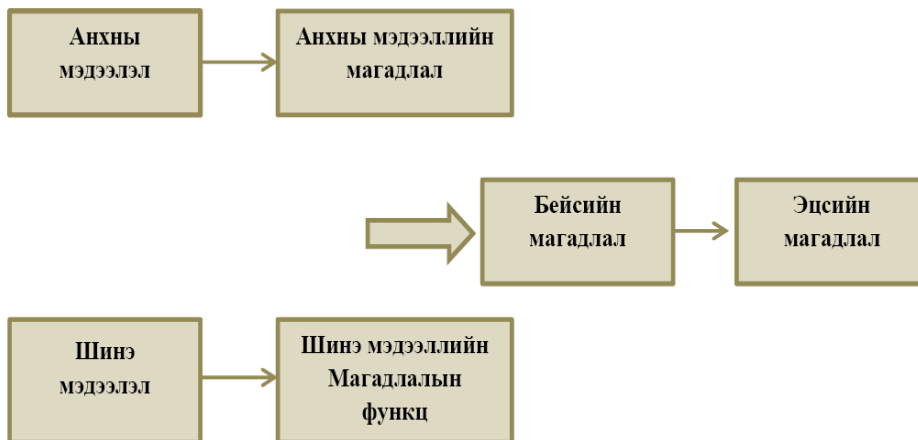 Анхны
мэдээлэл
Анхны мэдээллийн
магадлал
Бейсийн
магадлал
Эцсийн
магадлал
Шинэ
мэдээлэл
Шинэ мэдээллийн
Магадлалын
функц